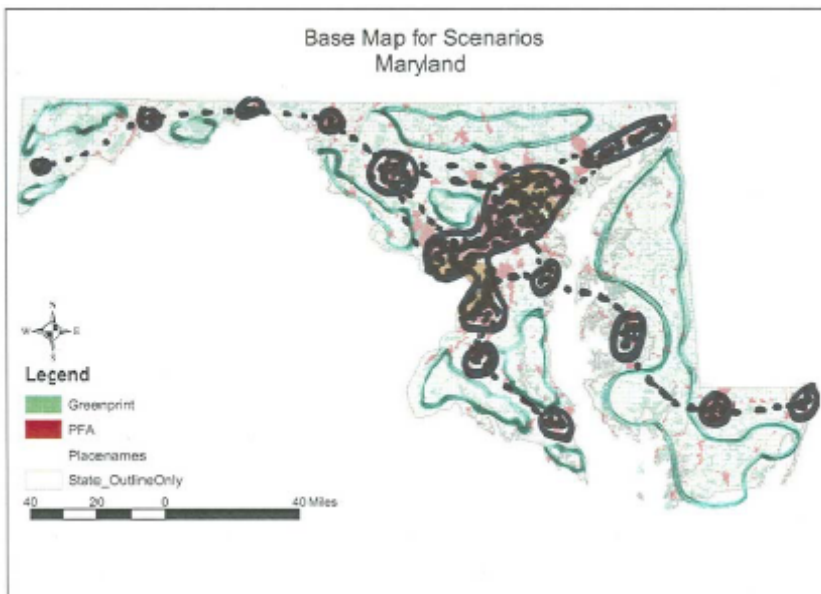 Base Map for Scenarios
Maryland
N
W E
S
Legend
Greenprint
PFA
Placenames
State_OutlineOnly
40 20 0 40 Miles